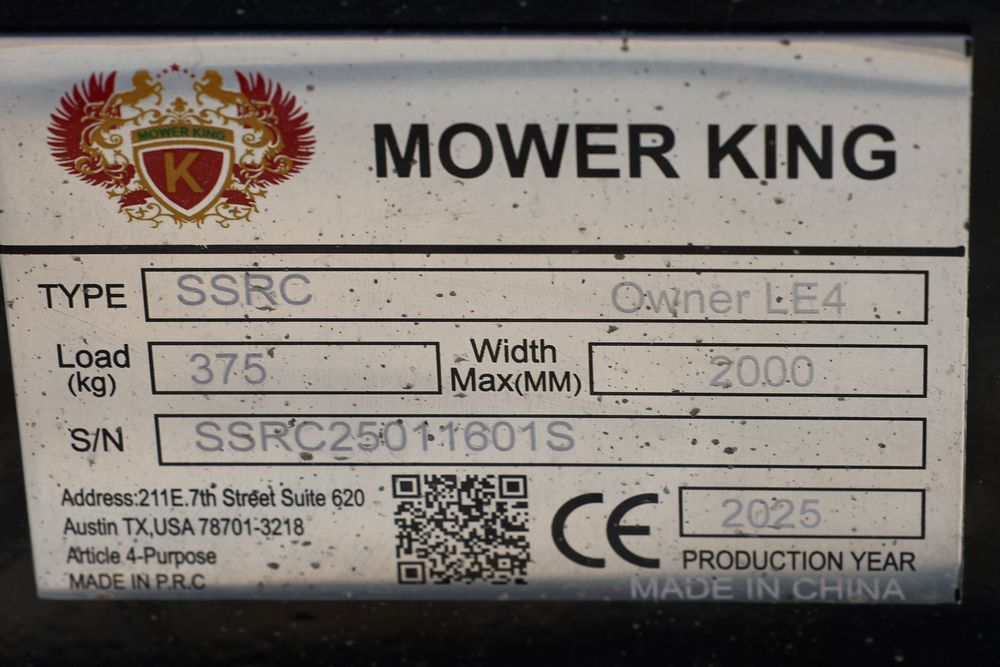 MOWER KING
K
MOWER KING
TYPE SSRC Owner LE4
Load (kg) 375 Width Max(MM) 2000
S/N SSRC25011601S
Address:211E.7th Street Suite 620
Austin TX,USA 78701-3218
Article 4-Purpose
MADE IN P.R.C
CE
2025
PRODUCTION YEAR
MADE IN CHINA